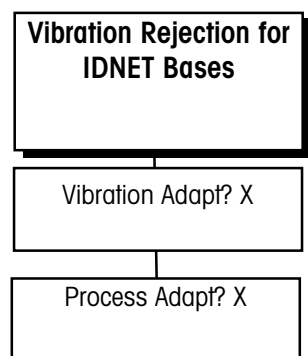 Vibration Rejection for
IDNET Bases
Vibration Adapt? X
Process Adapt? X